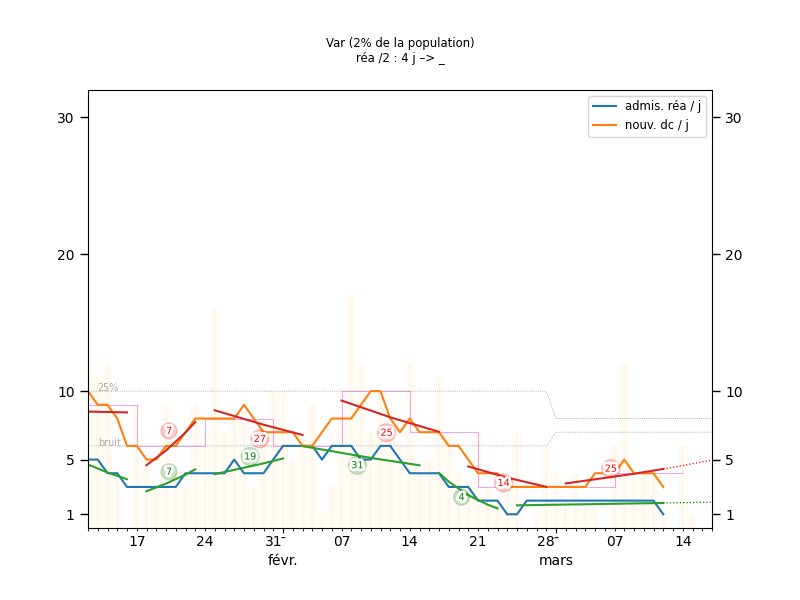 Var (2% de la population)
réa /2 : 4 j –> _
admis. réa / j
nouv. dc / j
30 30
20 20
25%
10 10
7 27 25
bruit
7 19 31 25
5 5
4 14
1 1
17 24 31 07 14 21 28 07 14
févr. mars